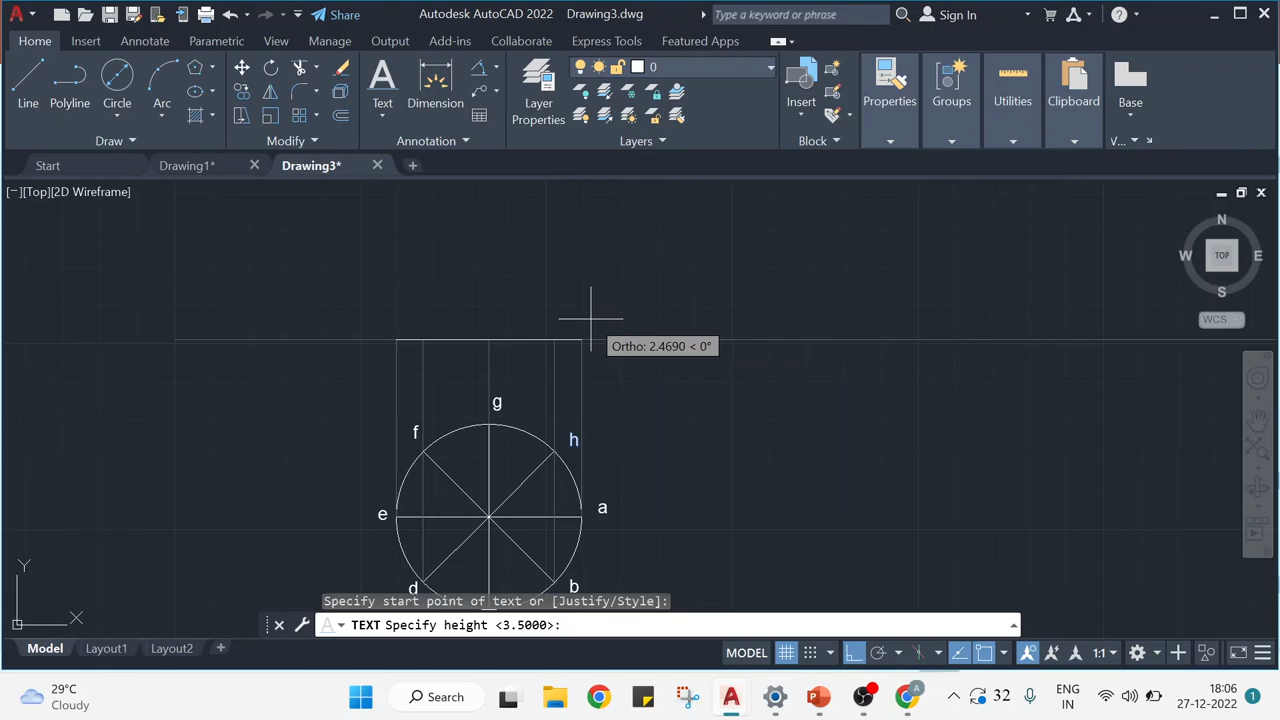 Share
Autodesk AutoCAD 2022 Drawing3.dwg
Type a keyword or phrase
Sign In
Home Insert Annotate Parametric View Manage Output Add-ins Collaborate Express Tools Featured Apps
Line Polyline Circle Arc
Text Dimension
Layer
Properties
0
Insert
Properties Groups Utilities Clipboard Base
Draw Modify Annotation Layers Block V...
Start Drawing1* Drawing3*
[−][Top][2D Wireframe]
N
W TOP E
S
WCS
Ortho: 2.4690 < 0°
g
f h
e a
d b
Y
X
Specify start point of text or [Justify/Style]:
TEXT Specify height <3.5000>:
Model Layout1 Layout2
MODEL 1:1
29°C
Cloudy
Search
32
ENG
IN
18:06
27-12-2022
1